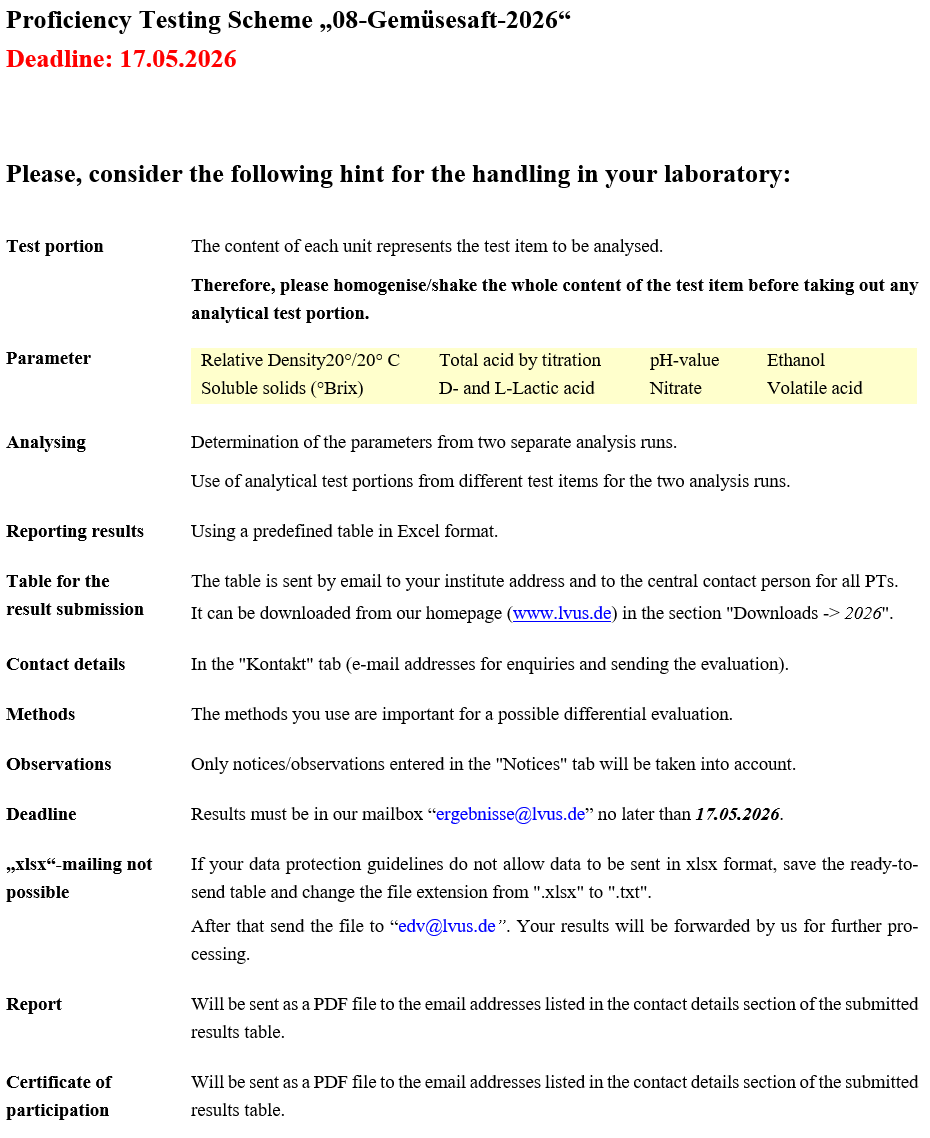 Proficiency Testing Scheme „08-Gemüsesaft-2026“
Deadline: 17.05.2026
Please, consider the following hint for the handling in your laboratory:
Test portion The content of each unit represents the test item to be analysed.
Therefore, please homogenise/shake the whole content of the test item before taking out any
analytical test portion.
Parameter Relative Density20°/20° C Total acid by titration pH-value Ethanol
Soluble solids (°Brix) D- and L-Lactic acid Nitrate Volatile acid
Analysing Determination of the parameters from two separate analysis runs.
Use of analytical test portions from different test items for the two analysis runs.
Reporting results Using a predefined table in Excel format.
Table for the The table is sent by email to your institute address and to the central contact person for all PTs.
result submission It can be downloaded from our homepage (www.lvus.de) in the section "Downloads -> 2026".
Contact details In the "Kontakt" tab (e-mail addresses for enquiries and sending the evaluation).
Methods The methods you use are important for a possible differential evaluation.
Observations Only notices/observations entered in the "Notices" tab will be taken into account.
Deadline Results must be in our mailbox “ergebnisse@lvus.de” no later than 17.05.2026.
„xlsx“-mailing not If your data protection guidelines do not allow data to be sent in xlsx format, save the ready-to-
possible send table and change the file extension from ".xlsx" to ".txt".
After that send the file to “edv@lvus.de”. Your results will be forwarded by us for further pro-
cessing.
Report Will be sent as a PDF file to the email addresses listed in the contact details section of the submitted
results table.
Certificate of Will be sent as a PDF file to the email addresses listed in the contact details section of the submitted
participation results table.